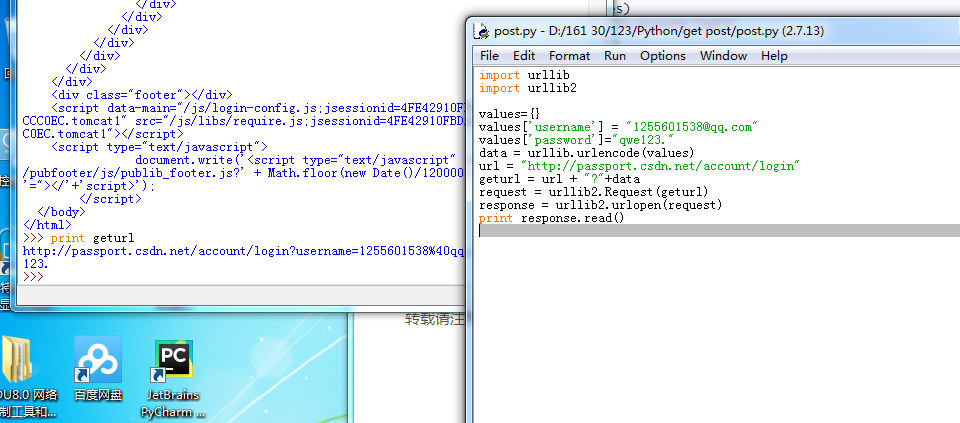 </div>
</div>
</div>
</div>
</div>
</div>
</div>
<div class="footer"></div>
<script data-main="/js/login-config.js;jsessionid=4FE42910F
CCC0EC.tomcat1" src="/js/libs/require.js;jsessionid=4FE42910FBD
C0EC.tomcat1"></script>
<script type="text/javascript">
document.write('<script type="text/javascript"
/pubfooter/js/publib_footer.js?' + Math.floor(new Date()/120000
'="></'+'script>');
</script>
</body>
</html>
>>> print geturl
http://passport.csdn.net/account/login?username=1255601538%40qq
123.
>>>
post.py - D:/161 30/123/Python/get post/post.py (2.7.13)
File Edit Format Run Options Window Help
import urllib
import urllib2
values={}
values['username'] = "1255601538@qq.com"
values['password']="qwe123."
data = urllib.urlencode(values)
url = "http://passport.csdn.net/account/login"
geturl = url + "?"+data
request = urllib2.Request(geturl)
response = urllib2.urlopen(request)
print response.read()
es)
转载请注
DU8.0 网络
制工具和...
百度网盘
JetBrains
PyCharm ...
PC